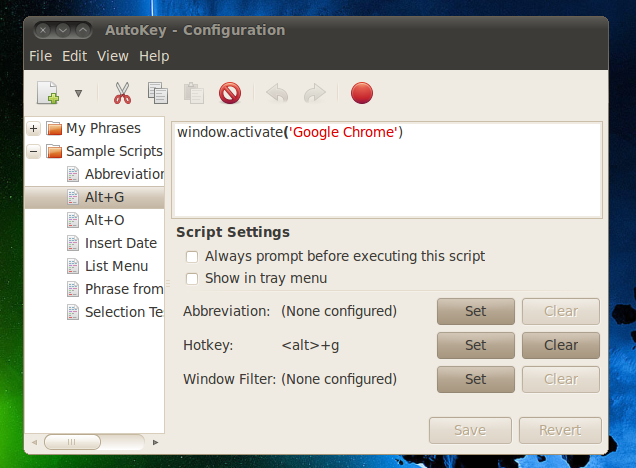 AutoKey - Configuration
File Edit View Help
My Phrases
Sample Scripts
Abbreviation
Alt+G
Alt+O
Insert Date
List Menu
Phrase from
Selection Te
window.activate('Google Chrome')
Script Settings
Always prompt before executing this script
Show in tray menu
Abbreviation: (None configured) Set Clear
Hotkey: <alt>+g Set Clear
Window Filter: (None configured) Set Clear
Save Revert